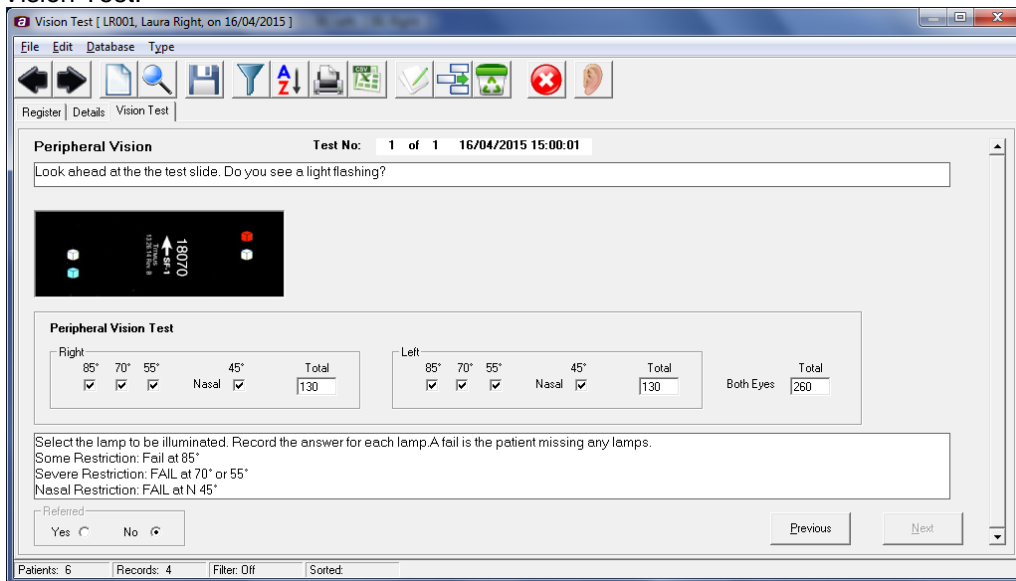 Vision Test.
Vision Test [ LR001, Laura Right, on 16/04/2015 ]
File Edit Database Type
Register Details Vision Test
Peripheral Vision Test No: 1 of 1 16/04/2015 15:00:01
Look ahead at the the test slide. Do you see a light flashing?
18070
SF-1
Titmus
Peripheral Vision Test
Right
85° 70° 55° 45° Total
Nasal 130
Left
85° 70° 55° 45° Total
Nasal 130
Total
Both Eyes 260
Select the lamp to be illuminated. Record the answer for each lamp.A fail is the patient missing any lamps.
Some Restriction: Fail at 85°
Severe Restriction: FAIL at 70° or 55°
Nasal Restriction: FAIL at N 45°
Referred
Yes No
Previous Next
Patients: 6 Records: 4 Filter: Off Sorted: